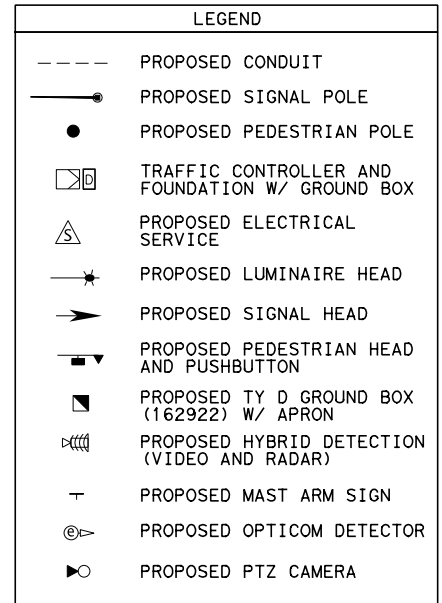 LEGEND
PROPOSED CONDUIT
PROPOSED SIGNAL POLE
PROPOSED PEDESTRIAN POLE
D
TRAFFIC CONTROLLER AND
FOUNDATION W/ GROUND BOX
S
PROPOSED ELECTRICAL
SERVICE
PROPOSED LUMINAIRE HEAD
PROPOSED SIGNAL HEAD
PROPOSED PEDESTRIAN HEAD
AND PUSHBUTTON
PROPOSED TY D GROUND BOX
(162922) W/ APRON
PROPOSED HYBRID DETECTION
(VIDEO AND RADAR)
PROPOSED MAST ARM SIGN
e
PROPOSED OPTICOM DETECTOR
PROPOSED PTZ CAMERA